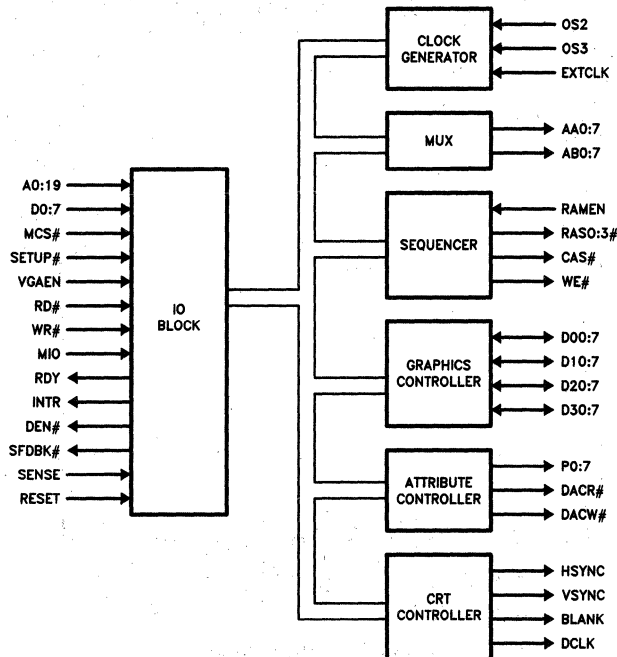 CLOCK
GENERATOR
OS2
OS3
EXTCLK
MUX
AA0:7
AB0:7
A0:19
D0:7
MCS#
SETUP#
VGAEN
RD#
WR#
MIO
RDY
INTR
DEN#
SFDBK#
SENSE
RESET
IO
BLOCK
SEQUENCER
RAMEN
RAS0:3#
CAS#
WE#
GRAPHICS
CONTROLLER
D00:7
D10:7
D20:7
D30:7
ATTRIBUTE
CONTROLLER
P0:7
DACR#
DACW#
CRT
CONTROLLER
HSYNC
VSYNC
BLANK
DCLK